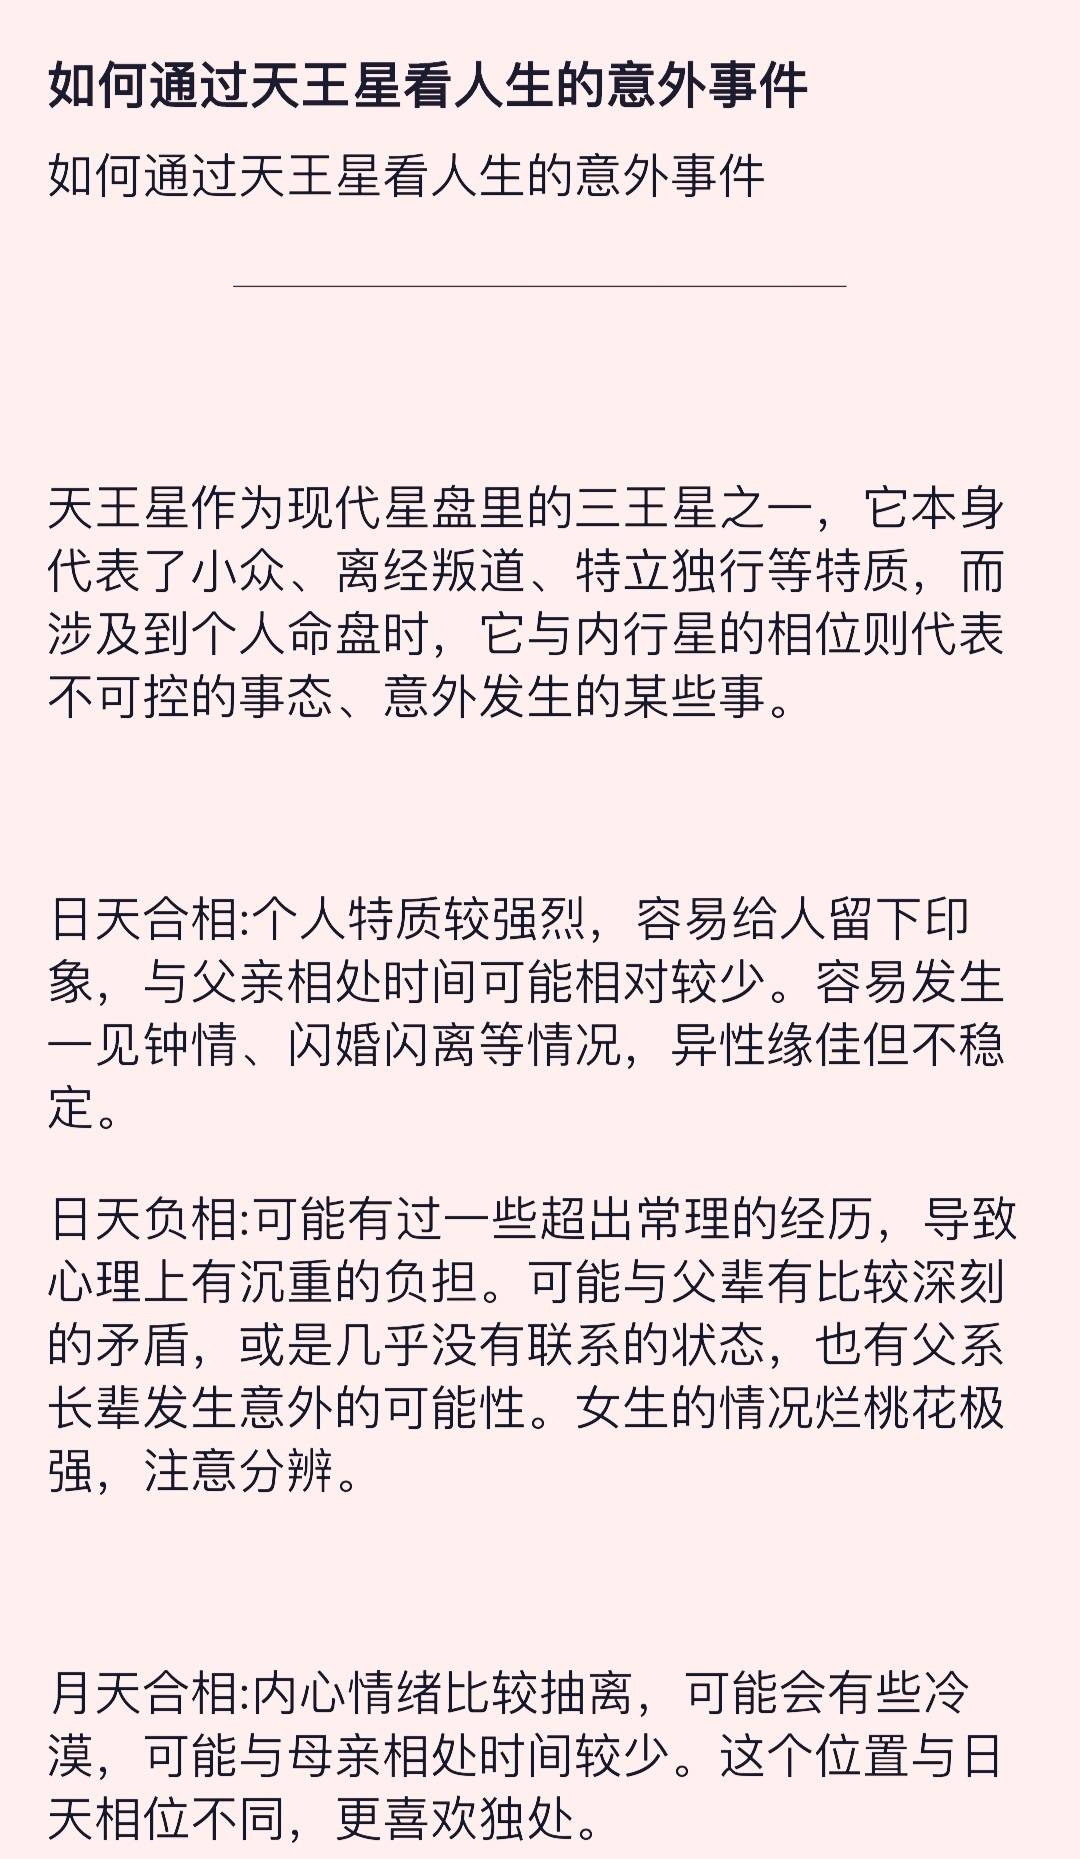 如何通过天王星看人生的意外事件
如何通过天王星看人生的意外事件
天王星作为现代星盘里的三王星之一，它本身
代表了小众、离经叛道、特立独行等特质，而
涉及到个人命盘时，它与内行星的相位则代表
不可控的事态、意外发生的某些事。
日天合相:个人特质较强烈，容易给人留下印
象，与父亲相处时间可能相对较少。容易发生
一见钟情、闪婚闪离等情况，异性缘佳但不稳
定。
日天负相:可能有过一些超出常理的经历，导致
心理上有沉重的负担。可能与父辈有比较深刻
的矛盾，或是几乎没有联系的状态，也有父系
长辈发生意外的可能性。女生的情况烂桃花极
强，注意分辨。
月天合相:内心情绪比较抽离，可能会有些冷
漠，可能与母亲相处时间较少。这个位置与日
天相位不同，更喜欢独处。